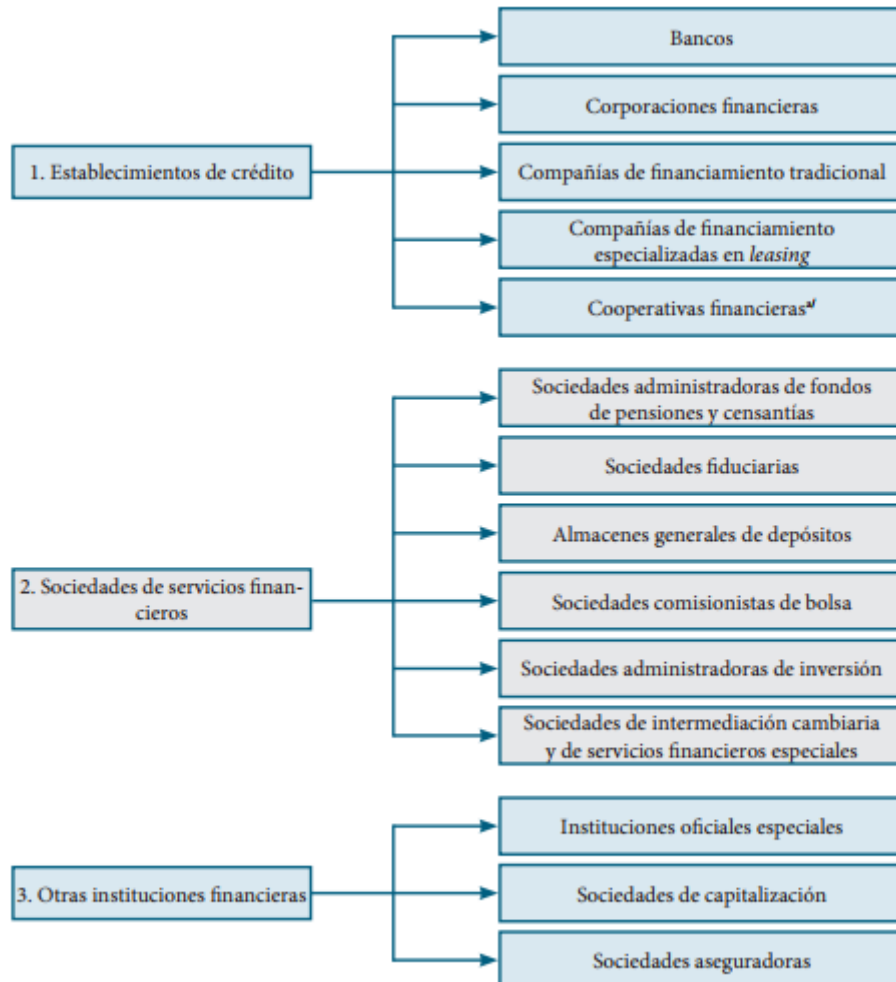 Bancos
Corporaciones financieras
1. Establecimientos de crédito
Compañías de financiamiento tradicional
Compañías de financiamiento
especializadas en leasing
Cooperativas financierasª/
Sociedades administradoras de fondos
de pensiones y censantías
Sociedades fiduciarias
Almacenes generales de depósitos
2. Sociedades de servicios finan-
cieros
Sociedades comisionistas de bolsa
Sociedades administradoras de inversión
Sociedades de intermediación cambiaria
y de servicios financieros especiales
Instituciones oficiales especiales
3. Otras instituciones financieras
Sociedades de capitalización
Sociedades aseguradoras